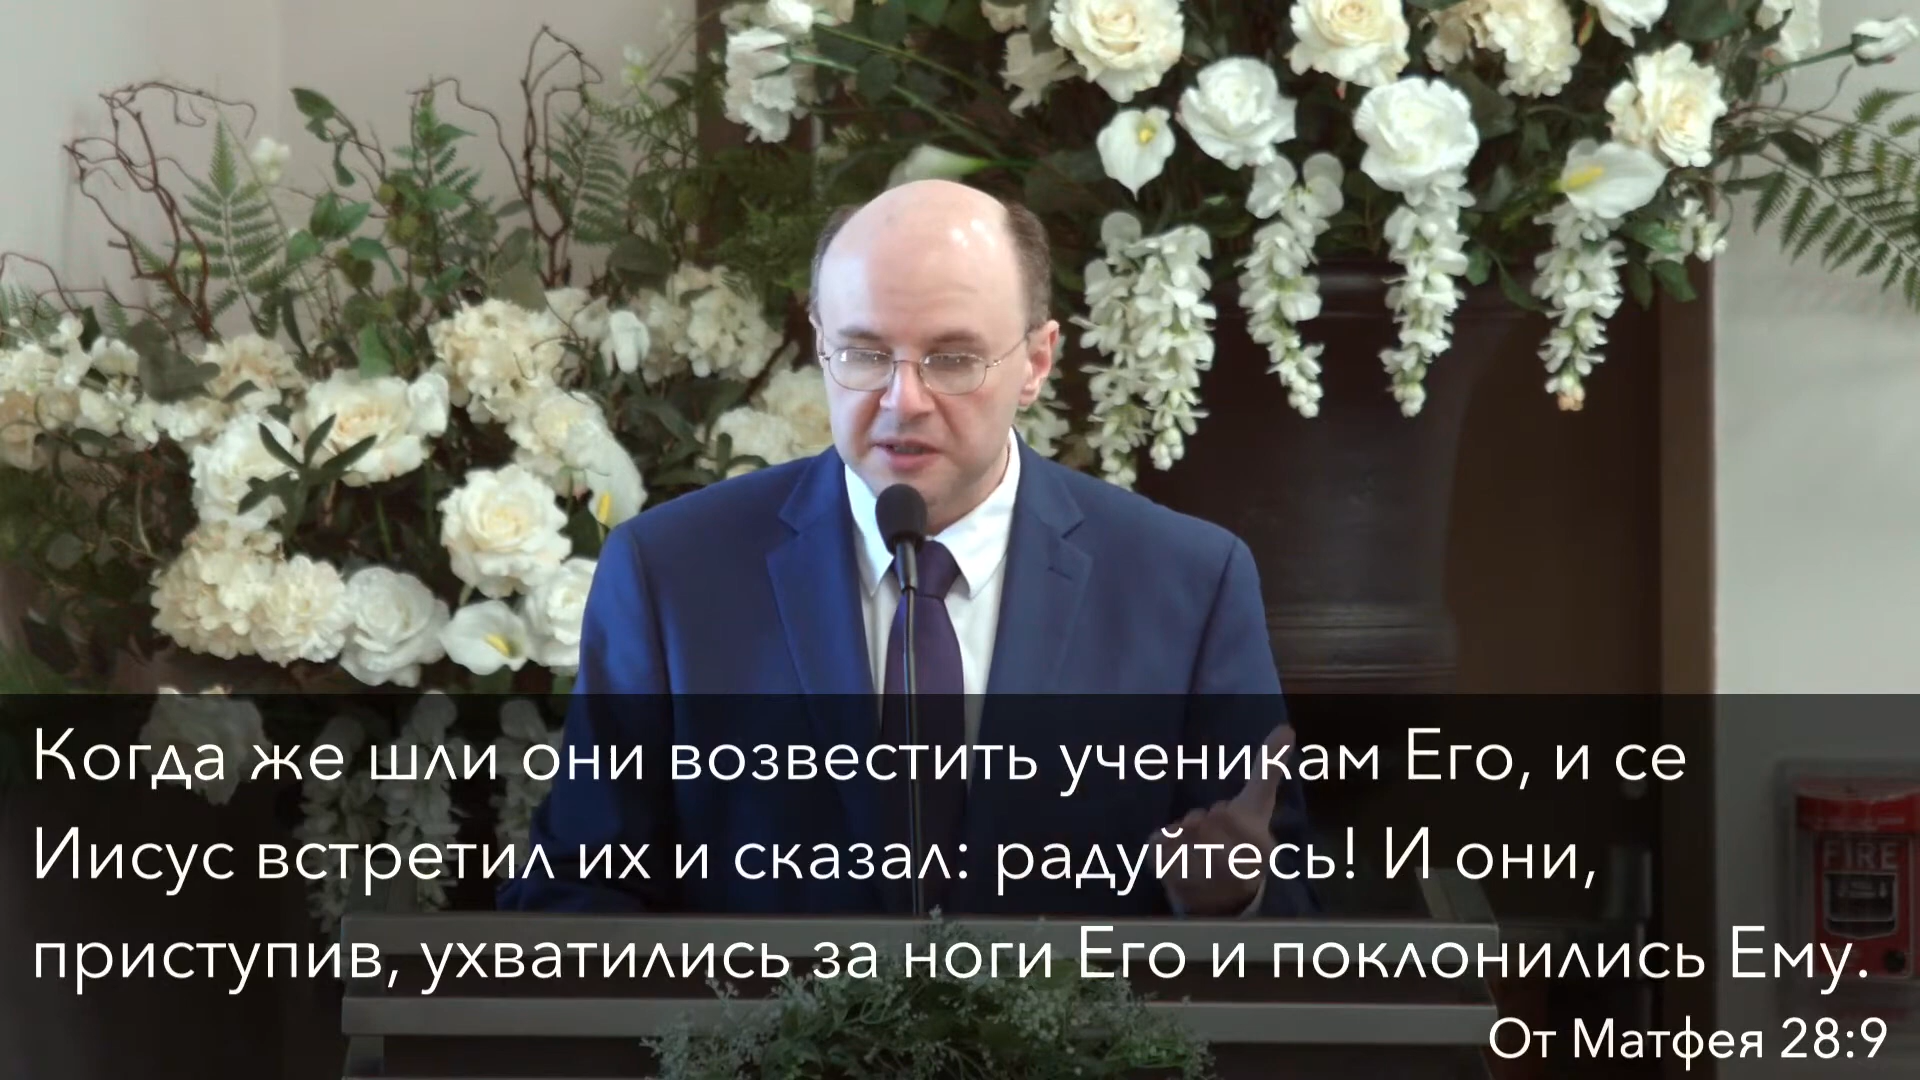 Когда же шли они возвестить ученикам Его, и се
Иисус встретил их и сказал: радуйтесь! И они,
приступив, ухватились за ноги Его и поклонились Ему.
От Матфея 28:9
FIRE